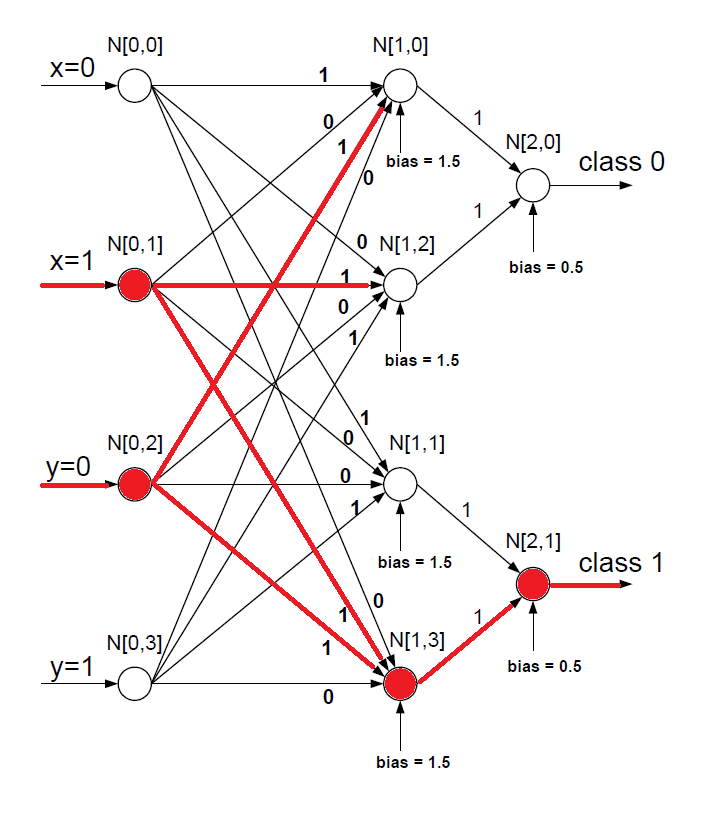 N[0,0]
N[1,0]
x=0
1
1
0
N[2,0]
1
class 0
bias = 1.5
0
1
N[0,1]
0
N[1,2]
x=1
1
bias = 0.5
0
1
bias = 1.5
1
N[0,2]
0
N[1,1]
y=0
0
1
1
N[2,1]
bias = 1.5
class 1
0
1
1
N[0,3]
1
N[1,3]
y=1
bias = 0.5
0
bias = 1.5